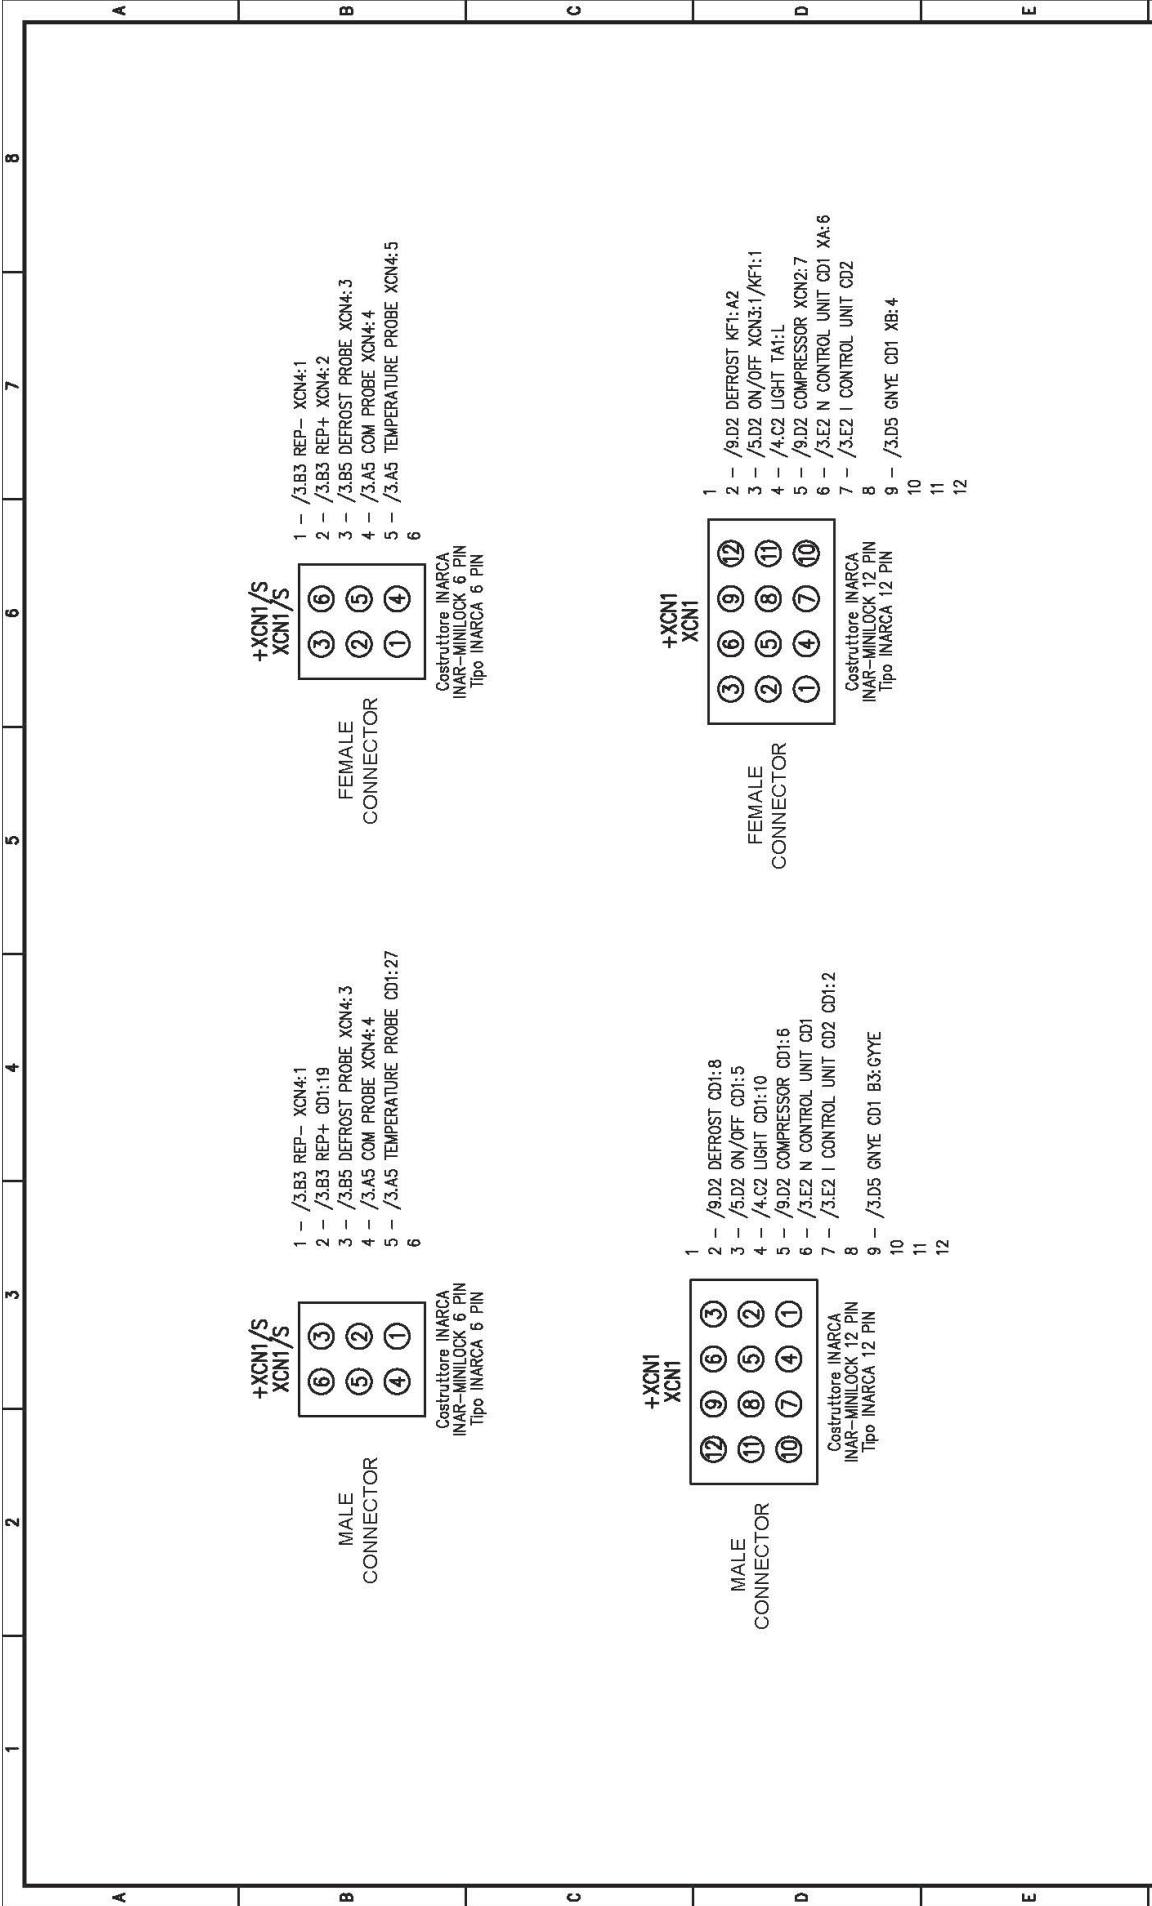 1 2 3 4 5 6 7 8
A A
B B
C C
D D
E E
+XCN1/S
XCN1/S
6 3
5 2
4 1
MALE
CONNECTOR
Costruttore INARCA
INAR-MINILOCK 6 PIN
Tipo INARCA 6 PIN
1 - /3.B3 REP- XCN4:1
2 - /3.B3 REP+ CD1:19
3 - /3.B5 DEFROST PROBE XCN4:3
4 - /3.A5 COM PROBE XCN4:4
5 - /3.A5 TEMPERATURE PROBE CD1:27
6
+XCN1/S
XCN1/S
3 6
2 5
1 4
FEMALE
CONNECTOR
Costruttore INARCA
INAR-MINILOCK 6 PIN
Tipo INARCA 6 PIN
1 - /3.B3 REP- XCN4:1
2 - /3.B3 REP+ XCN4:2
3 - /3.B5 DEFROST PROBE XCN4:3
4 - /3.A5 COM PROBE XCN4:4
5 - /3.A5 TEMPERATURE PROBE XCN4:5
6
+XCN1
XCN1
12 9 6 3
11 8 5 2
10 7 4 1
MALE
CONNECTOR
Costruttore INARCA
INAR-MINILOCK 12 PIN
Tipo INARCA 12 PIN
1
2 - /9.D2 DEFROST CD1:8
3 - /5.D2 ON/OFF CD1:5
4 - /4.C2 LIGHT CD1:10
5 - /9.D2 COMPRESSOR CD1:6
6 - /3.E2 N CONTROL UNIT CD1
7 - /3.E2 I CONTROL UNIT CD2 CD1:2
8
9 - /3.D5 GNYE CD1 B3:GYYE
10
11
12
+XCN1
XCN1
3 6 9 12
2 5 8 11
1 4 7 10
FEMALE
CONNECTOR
Costruttore INARCA
INAR-MINILOCK 12 PIN
Tipo INARCA 12 PIN
1
2 - /9.D2 DEFROST KF1:A2
3 - /5.D2 ON/OFF XCN3:1/KF1:1
4 - /4.C2 LIGHT TA1:L
5 - /9.D2 COMPRESSOR XCN2:7
6 - /3.E2 N CONTROL UNIT CD1 XA:6
7 - /3.E2 I CONTROL UNIT CD2
8
9 - /3.D5 GNYE CD1 XB:4
10
11
12